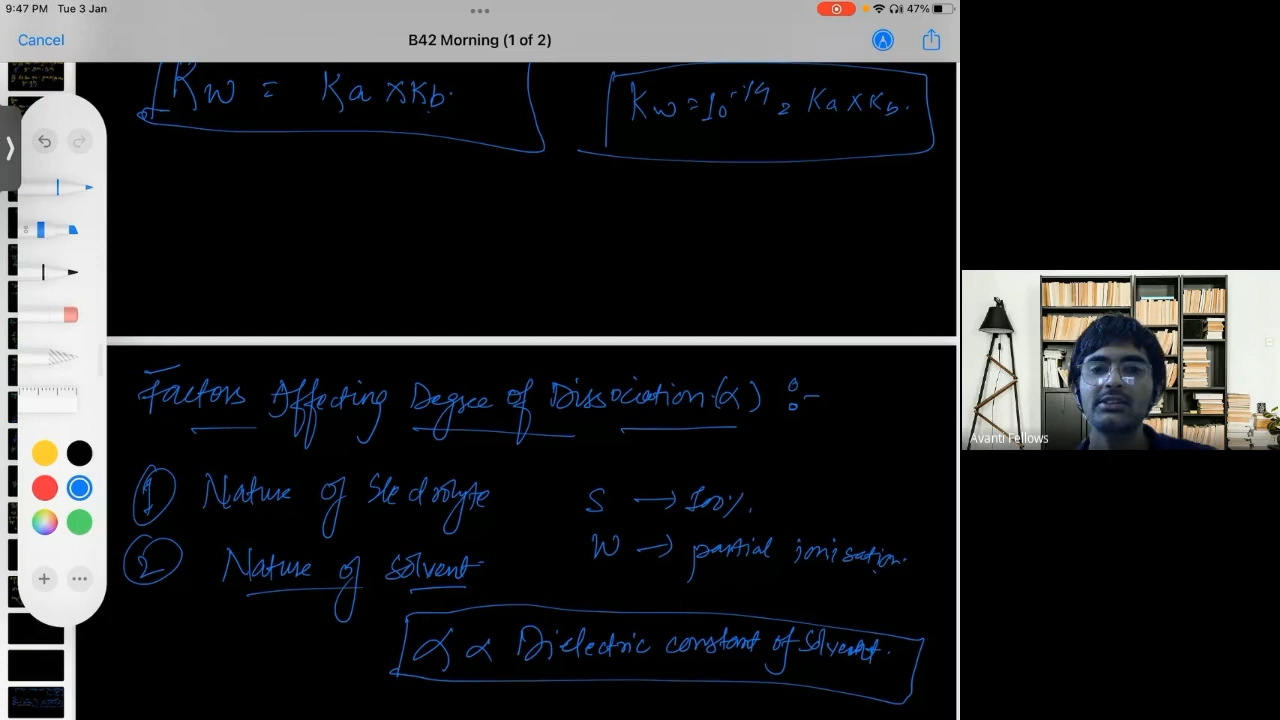 9:47 PM Tue 3 Jan
47%
Cancel
B42 Morning (1 of 2)
Kw = Ka x Kb.
Kw = 10^-14 = Ka x Kb.
Factors Affecting Degree of Dissociation (α) :-
① Nature of Electrolyte
S → 100%.
W → partial ionisation.
② Nature of solvent
α ∝ Dielectric constant of solvent.
Avanti Fellows